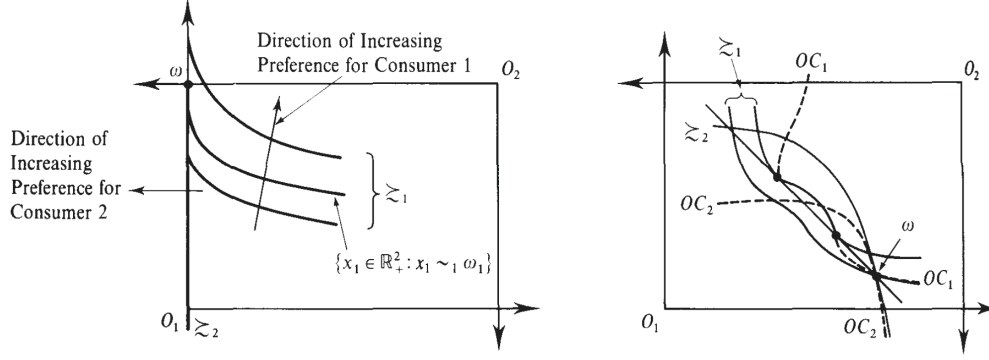 Direction of Increasing
Preference for Consumer 1
ω
O₂
Direction of
Increasing
Preference for
Consumer 2
≿₁
{x₁ ∈ ℝ²₊ : x₁ ~₁ ω₁}
O₁
≿₂
≿₁
OC₁
O₂
≿₂
OC₂
ω
OC₁
O₁
OC₂